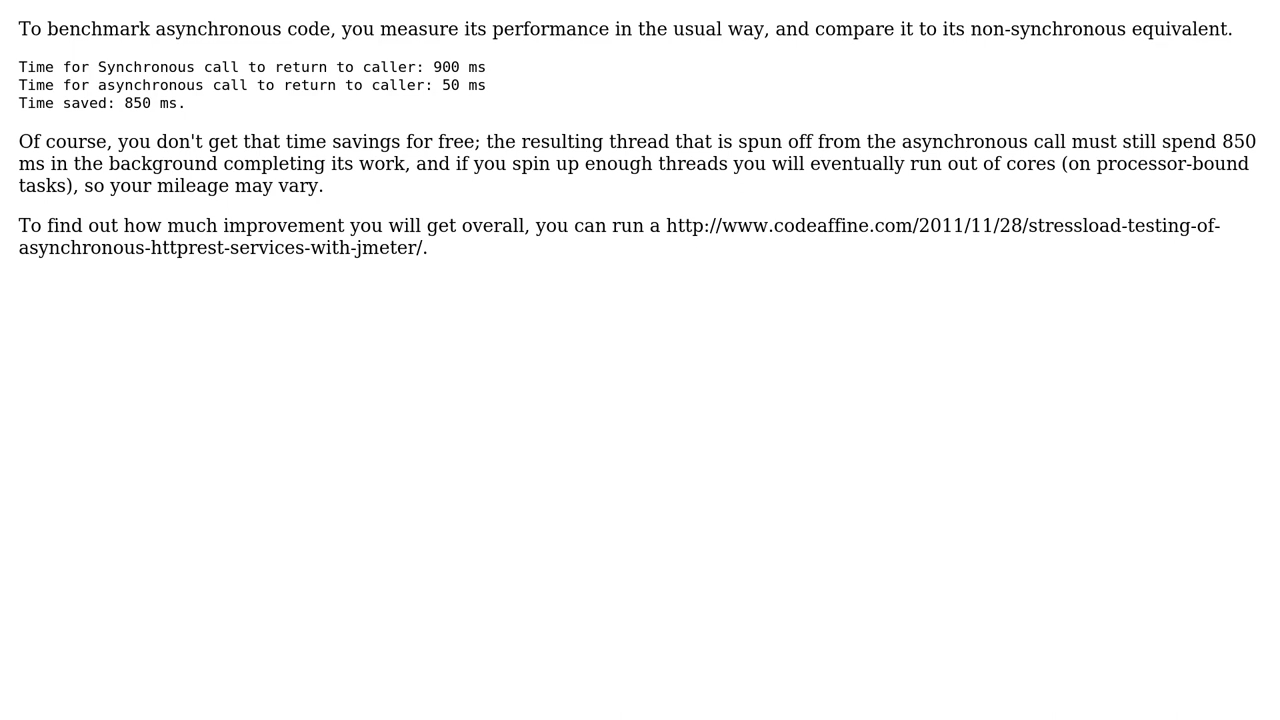 To benchmark asynchronous code, you measure its performance in the usual way, and compare it to its non-synchronous equivalent.
Time for Synchronous call to return to caller: 900 ms
Time for asynchronous call to return to caller: 50 ms
Time saved: 850 ms.
Of course, you don't get that time savings for free; the resulting thread that is spun off from the asynchronous call must still spend 850
ms in the background completing its work, and if you spin up enough threads you will eventually run out of cores (on processor-bound
tasks), so your mileage may vary.
To find out how much improvement you will get overall, you can run a http://www.codeaffine.com/2011/11/28/stressload-testing-of-
asynchronous-httprest-services-with-jmeter/.